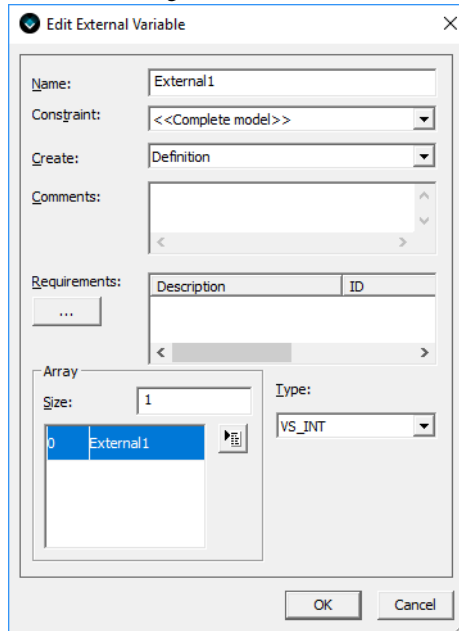 Edit External Variable
Name: External1
Constraint: <<Complete model>>
Create: Definition
Comments:
Requirements: Description ID
...
Array
Size: 1
Type:
VS_INT
0 External1
OK Cancel